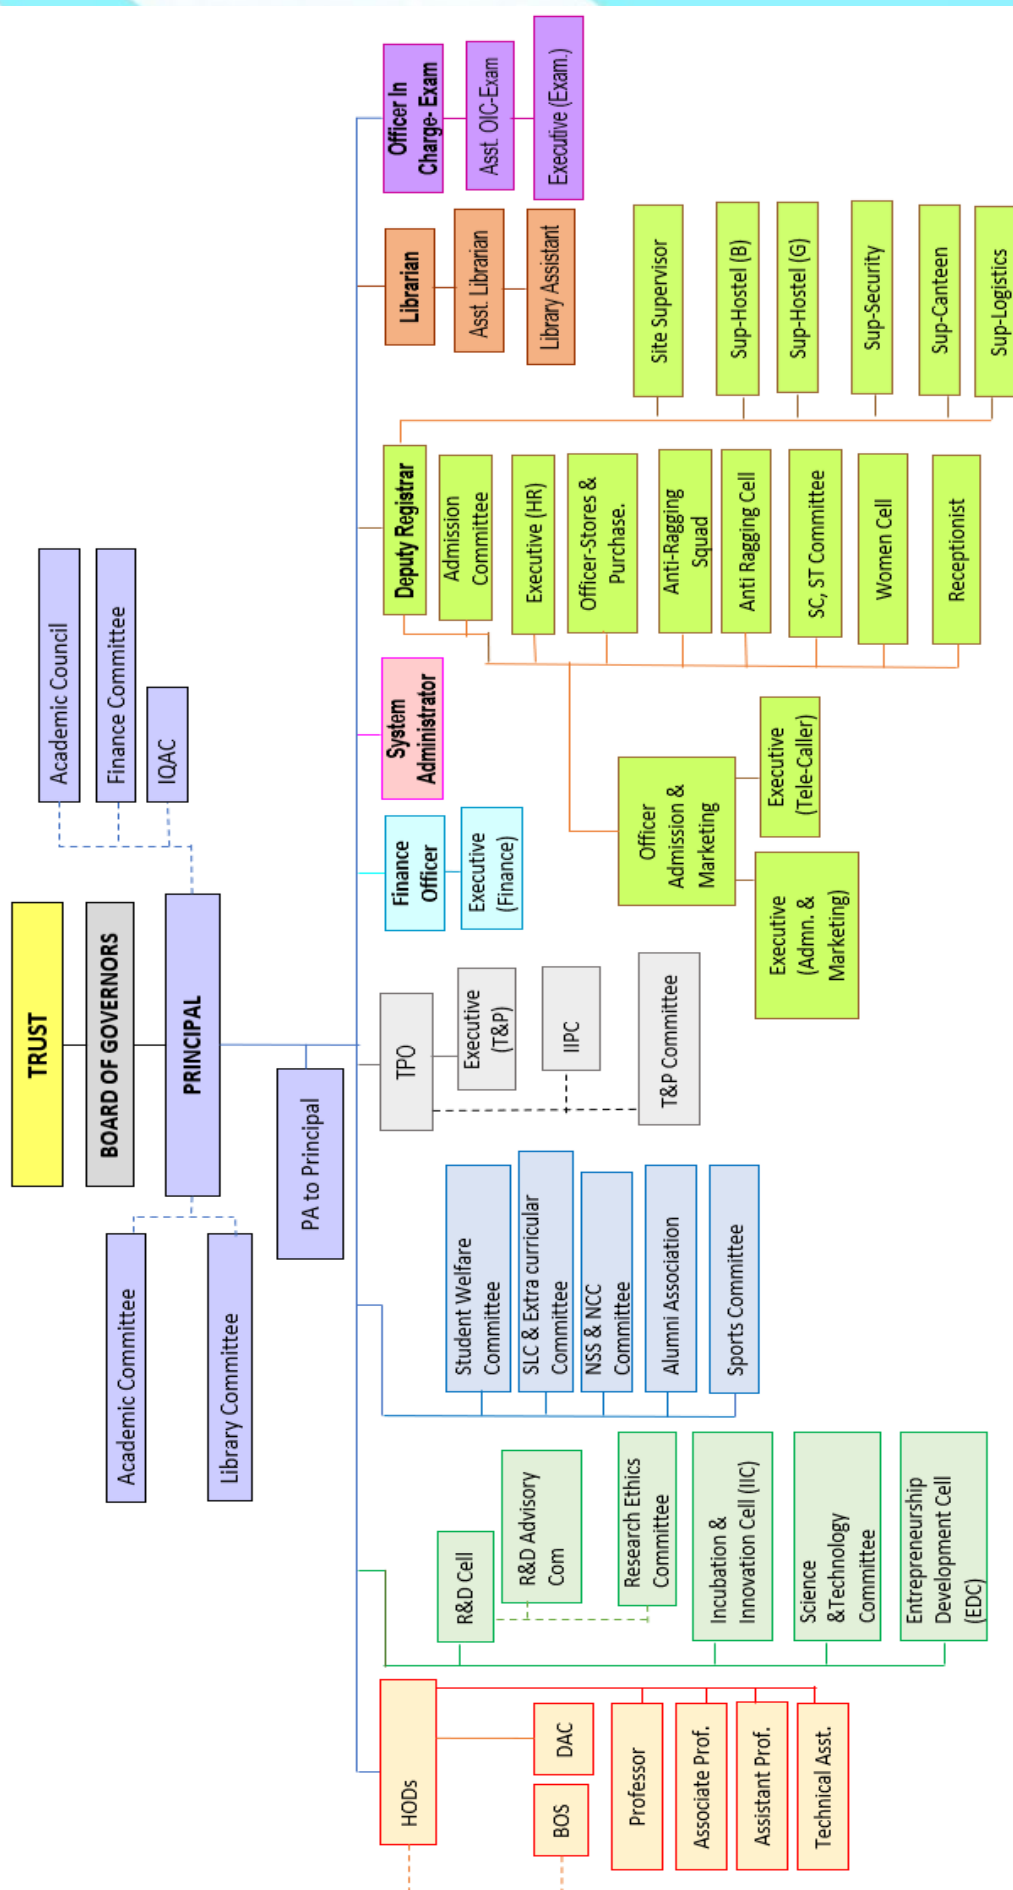 TRUST
BOARD OF GOVERNORS
PRINCIPAL
Academic Committee
Library Committee
Academic Council
Finance Committee
IQAC
PA to Principal
HODs
BOS
DAC
Professor
Associate Prof.
Assistant Prof.
Technical Asst.
R&D Cell
R&D Advisory
Com
Research Ethics
Committee
Incubation &
Innovation Cell (IIC)
Science
&Technology
Committee
Entrepreneurship
Development Cell
(EDC)
Student Welfare
Committee
SLC & Extra curricular
Committee
NSS & NCC
Committee
Alumni Association
Sports Committee
TPO
Executive
(T&P)
IIPC
T&P Committee
Finance
Officer
Executive
(Finance)
System
Administrator
Deputy Registrar
Admission
Committee
Executive (HR)
Officer-Stores &
Purchase.
Anti-Ragging
Squad
Anti Ragging Cell
SC, ST Committee
Women Cell
Receptionist
Officer
Admission &
Marketing
Executive
(Admn. &
Marketing)
Executive
(Tele-Caller)
Site Supervisor
Sup-Hostel (B)
Sup-Hostel (G)
Sup-Security
Sup-Canteen
Sup-Logistics
Librarian
Asst. Librarian
Library Assistant
Officer In
Charge- Exam
Asst. OIC-Exam
Executive (Exam.)